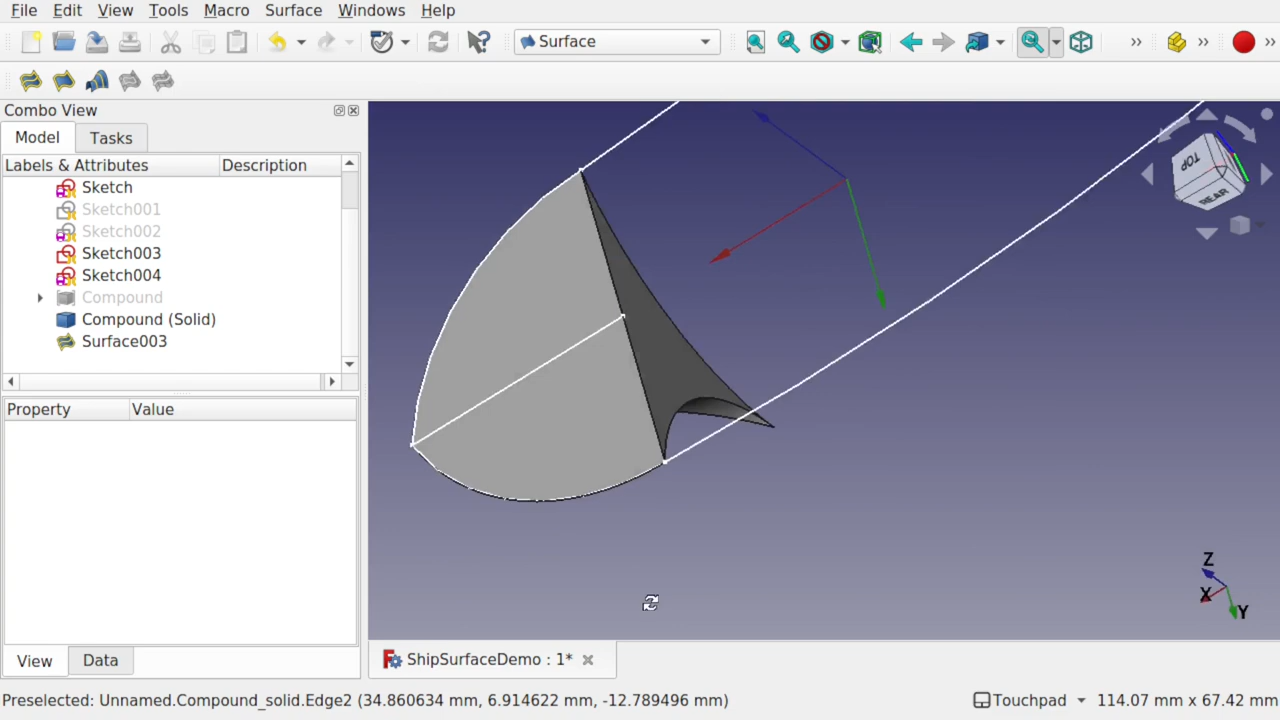 File Edit View Tools Macro Surface Windows Help
Surface
Combo View
Model Tasks
Labels & Attributes Description
Sketch
Sketch001
Sketch002
Sketch003
Sketch004
Compound
Compound (Solid)
Surface003
Property Value
View Data
TOP
REAR
Z
X
Y
ShipSurfaceDemo : 1*
Preselected: Unnamed.Compound_solid.Edge2 (34.860634 mm, 6.914622 mm, -12.789496 mm)
Touchpad 114.07 mm x 67.42 mm